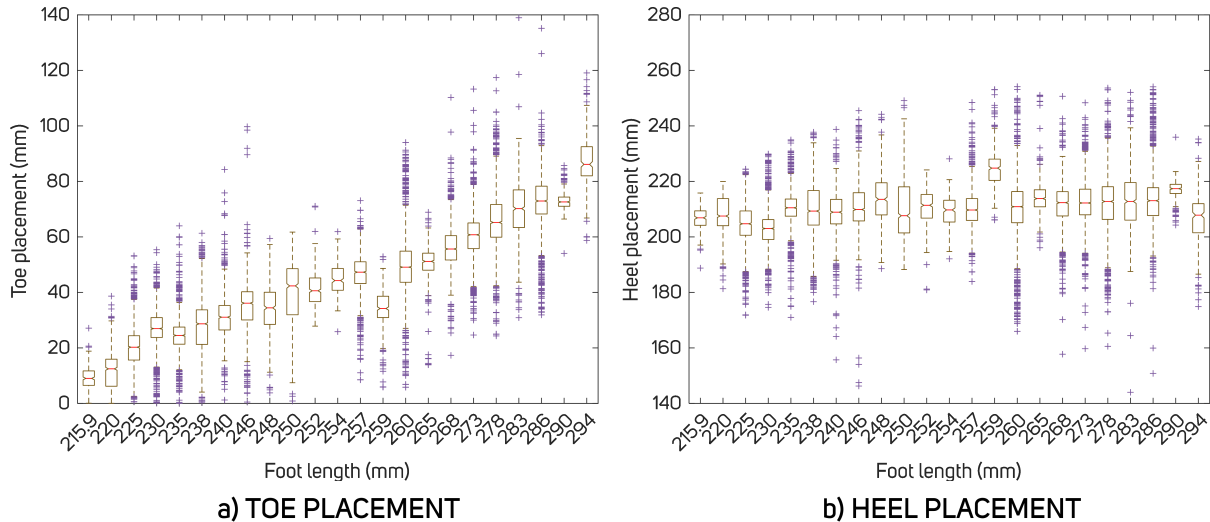 140
120
100
80
60
40
20
0
Toe placement (mm)
215.9 220 225 230 235 238 240 246 248 250 252 254 257 259 260 265 268 273 278 283 286 290 294
Foot length (mm)
a) TOE PLACEMENT
280
260
240
220
200
180
160
140
Heel placement (mm)
215.9 220 225 230 235 238 240 246 248 250 252 254 257 259 260 265 268 273 278 283 286 290 294
Foot length (mm)
b) HEEL PLACEMENT